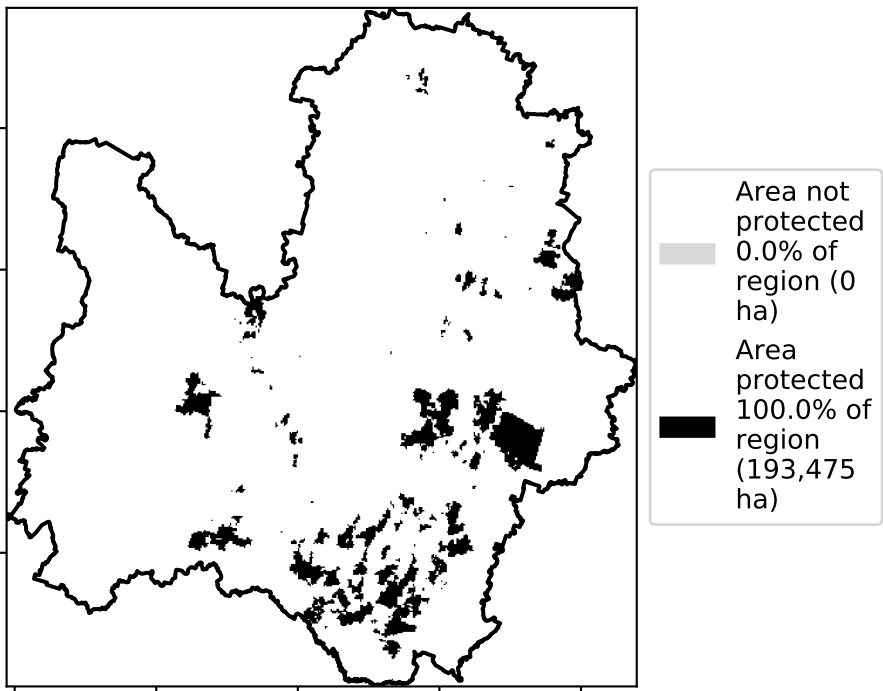 Area not
protected
0.0% of
region (0
ha)
Area
protected
100.0% of
region
(193,475
ha)